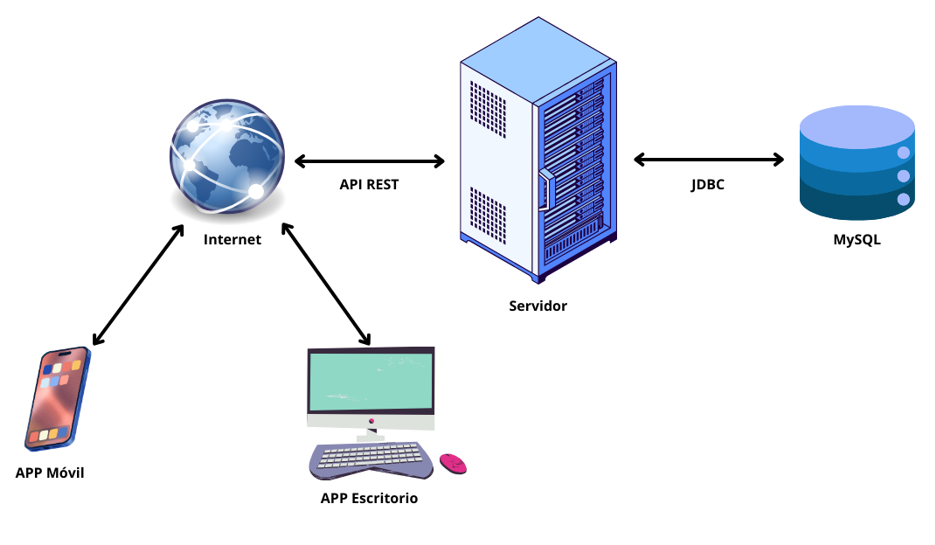 API REST
JDBC
Internet
MySQL
Servidor
APP Móvil
APP Escritorio